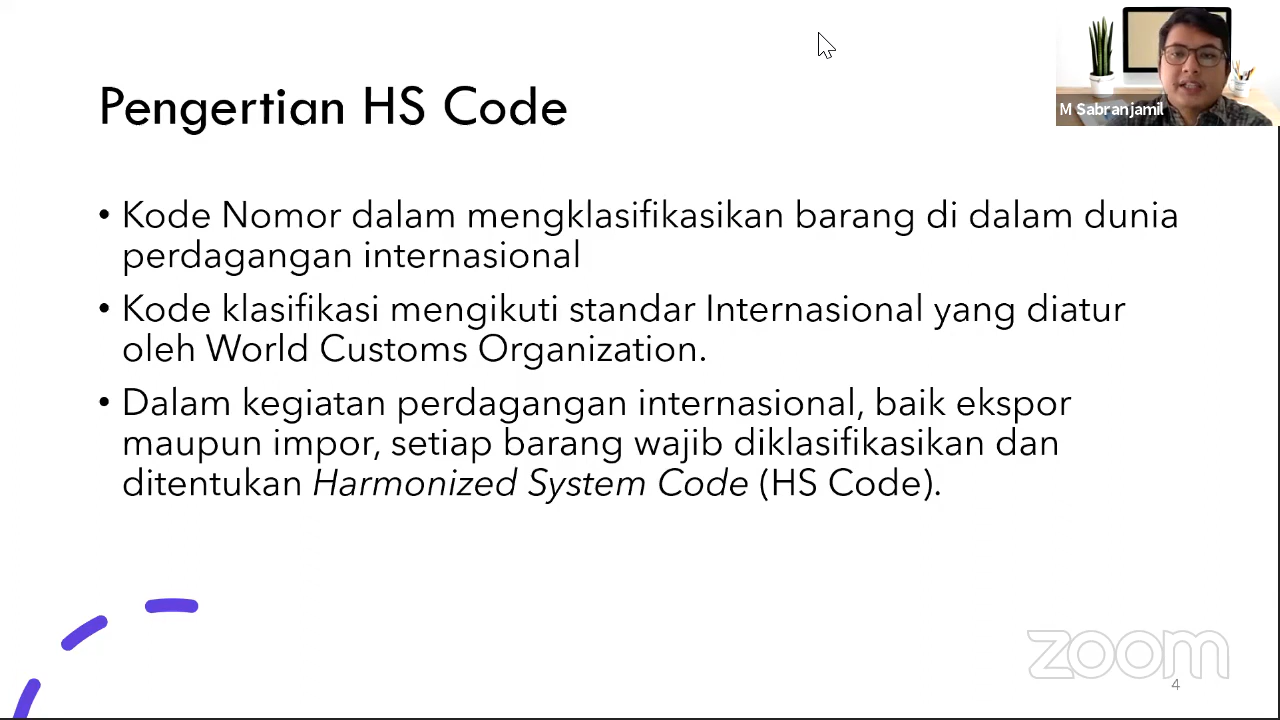 Pengertian HS Code
M Sabranjamil
• Kode Nomor dalam mengklasifikasikan barang di dalam dunia
perdagangan internasional
• Kode klasifikasi mengikuti standar Internasional yang diatur
oleh World Customs Organization.
• Dalam kegiatan perdagangan internasional, baik ekspor
maupun impor, setiap barang wajib diklasifikasikan dan
ditentukan Harmonized System Code (HS Code).
zoom
4